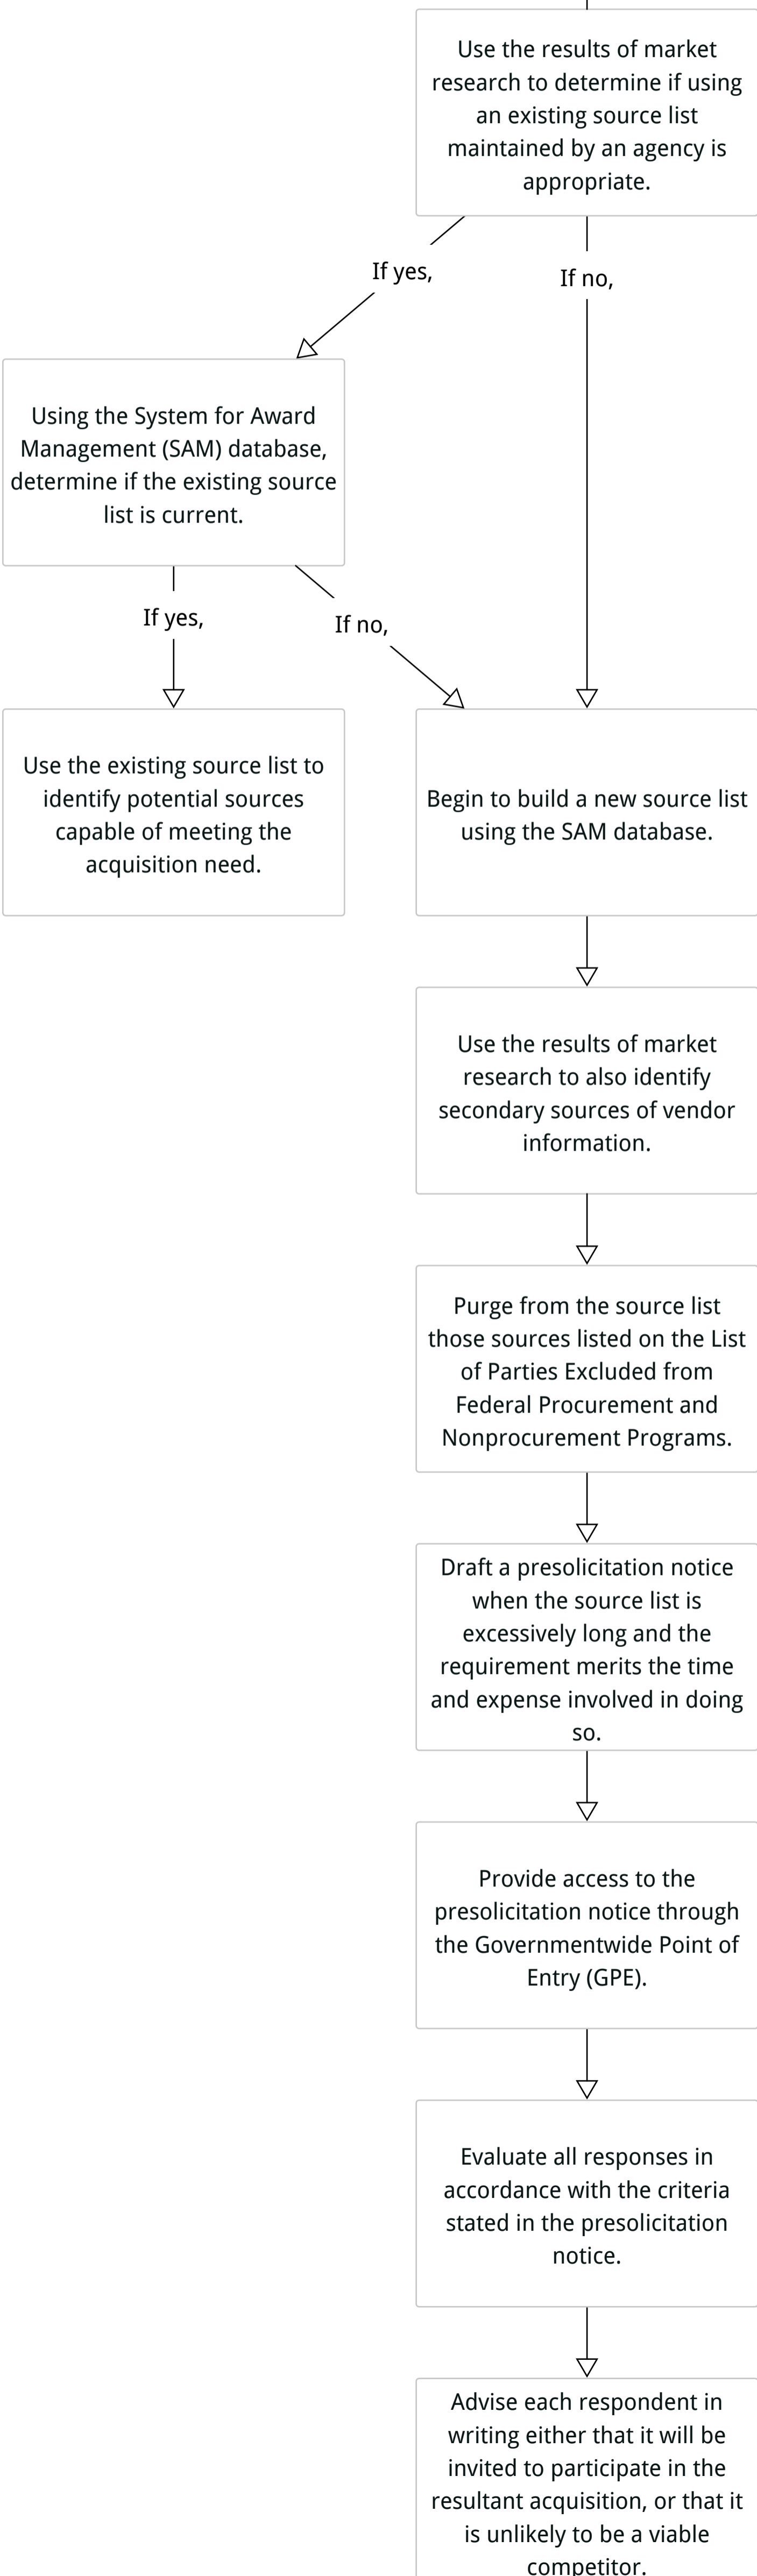 Use the results of market
research to determine if using
an existing source list
maintained by an agency is
appropriate.
If yes,
If no,
Using the System for Award
Management (SAM) database,
determine if the existing source
list is current.
If yes,
If no,
Use the existing source list to
identify potential sources
capable of meeting the
acquisition need.
Begin to build a new source list
using the SAM database.
Use the results of market
research to also identify
secondary sources of vendor
information.
Purge from the source list
those sources listed on the List
of Parties Excluded from
Federal Procurement and
Nonprocurement Programs.
Draft a presolicitation notice
when the source list is
excessively long and the
requirement merits the time
and expense involved in doing
so.
Provide access to the
presolicitation notice through
the Governmentwide Point of
Entry (GPE).
Evaluate all responses in
accordance with the criteria
stated in the presolicitation
notice.
Advise each respondent in
writing either that it will be
invited to participate in the
resultant acquisition, or that it
is unlikely to be a viable
competitor.